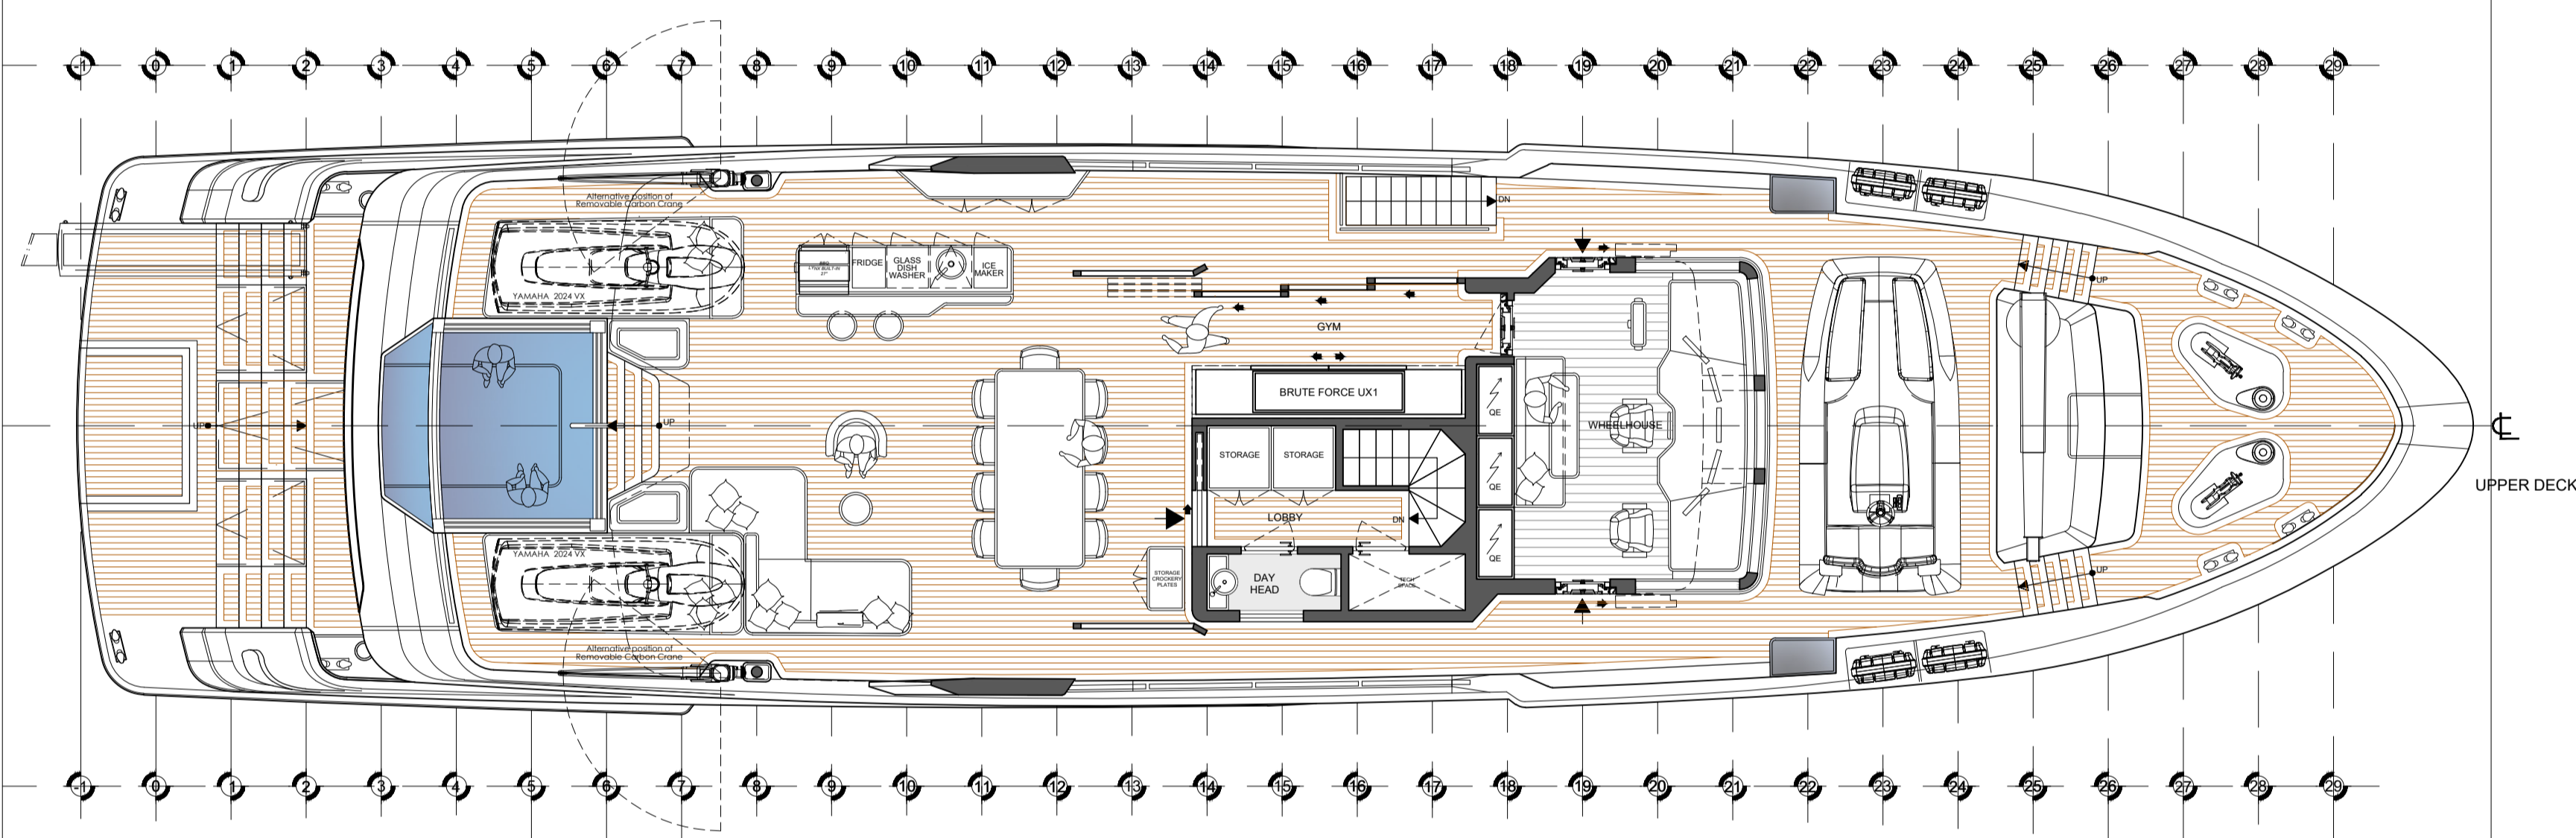 -1 0 1 2 3 4 5 6 7 8 9 10 11 12 13 14 15 16 17 18 19 20 21 22 23 24 25 26 27 28 29
Alternative position of
Removable Carbon Crane
DN
BBQ
FRIDGE
GLASS
DISH
WASHER
ICE
MAKER
YAMAHA 2024 VX
UP
GYM
BRUTE FORCE UX1
QE
UP
UP
WHEELHOUSE
STORAGE
STORAGE
QE
UPPER DECK
LOBBY
DN
QE
YAMAHA 2024 VX
STORAGE
CROCKERY
PLATES
DAY
HEAD
TECH
SPACE
UP
Alternative position of
Removable Carbon Crane
-1 0 1 2 3 4 5 6 7 8 9 10 11 12 13 14 15 16 17 18 19 20 21 22 23 24 25 26 27 28 29